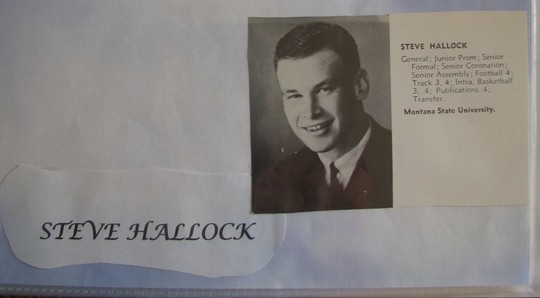 STEVE HALLOCK
General; Junior Prom; Senior
Formal; Senior Coronation;
Senior Assembly; Football 4;
Track 3, 4; Intra. Basketball
3, 4; Publications 4;
Transfer.
Montana State University.
STEVE HALLOCK